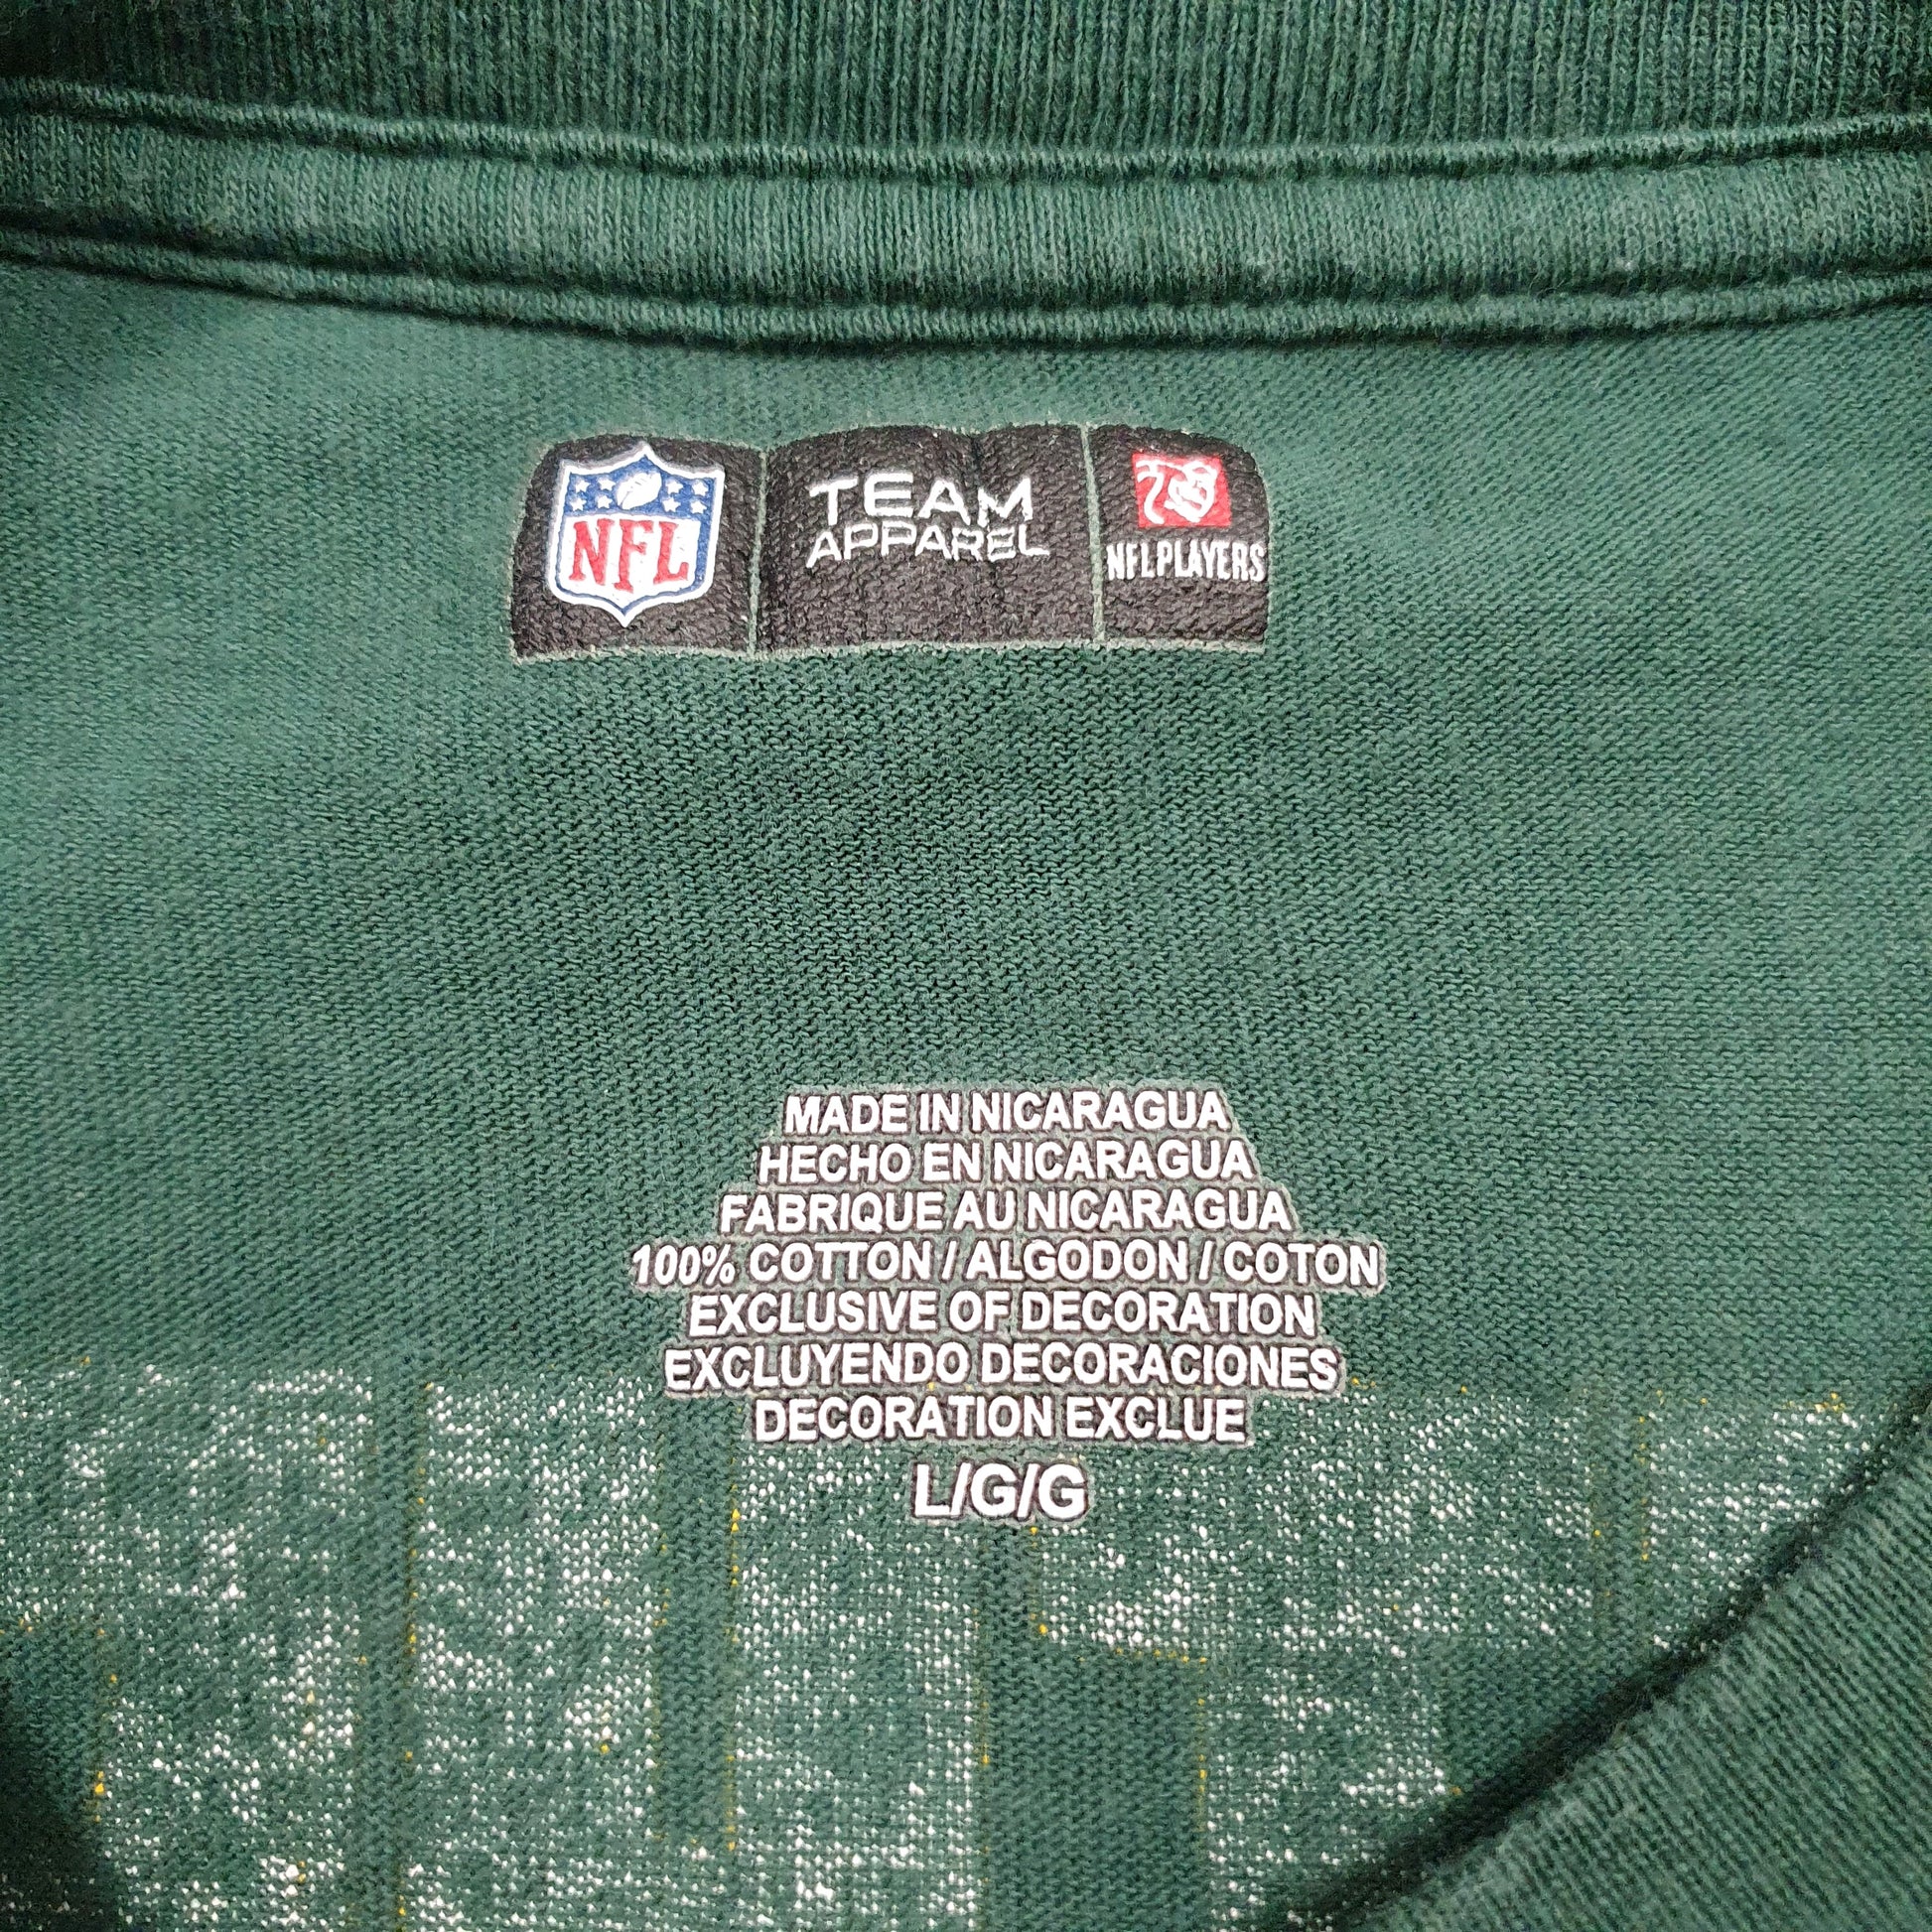 NFL
TEAM
APPAREL
NFLPLAYERS
MADE IN NICARAGUA
HECHO EN NICARAGUA
FABRIQUE AU NICARAGUA
100% COTTON / ALGODON / COTON
EXCLUSIVE OF DECORATION
EXCLUYENDO DECORACIONES
DECORATION EXCLUE
L/G/G